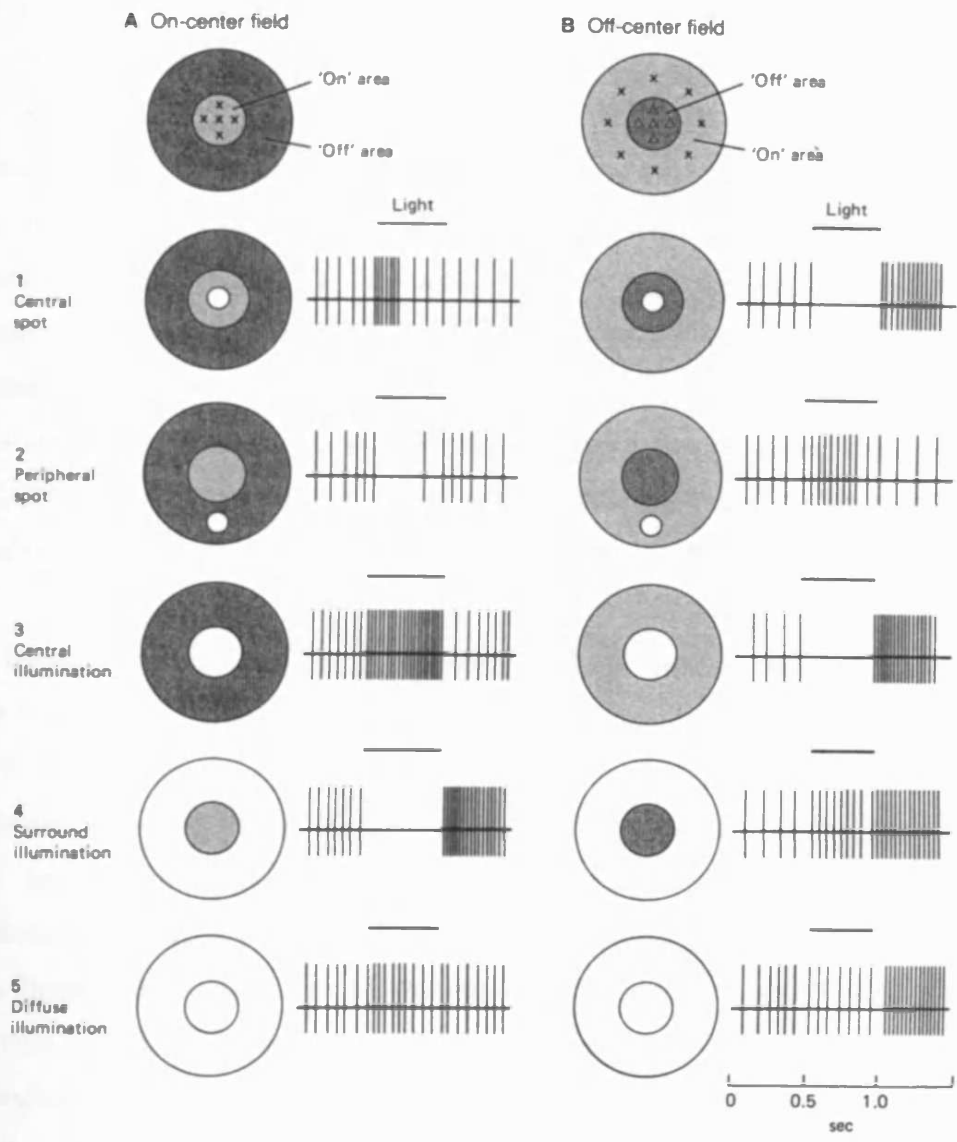 A On-center field
'On' area
'Off' area
Light
B Off-center field
'Off' area
'On' area
Light
1
Central
spot
2
Peripheral
spot
3
Central
illumination
4
Surround
illumination
5
Diffuse
illumination
0 0.5 1.0
sec